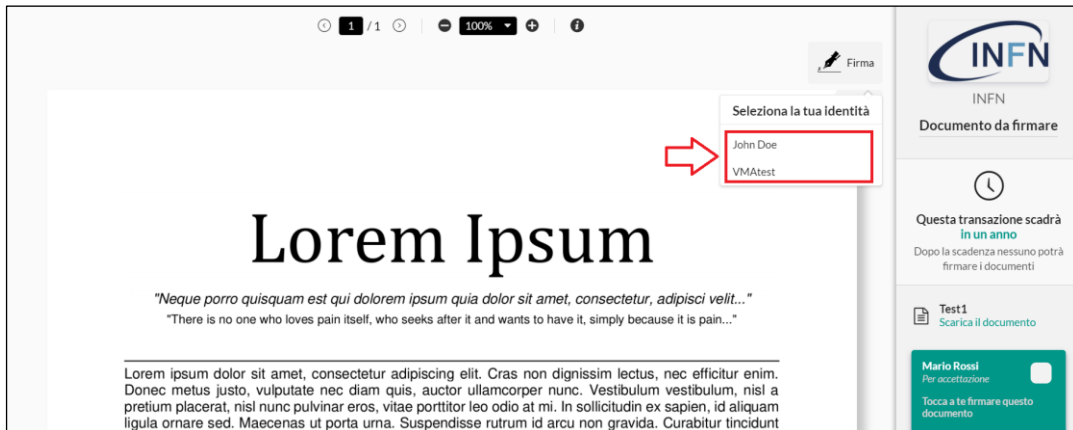 1 / 1 100%
Firma
Seleziona la tua identità
John Doe
VMAtest
Lorem Ipsum
"Neque porro quisquam est qui dolorem ipsum quia dolor sit amet, consectetur, adipisci velit..."
"There is no one who loves pain itself, who seeks after it and wants to have it, simply because it is pain..."
Lorem ipsum dolor sit amet, consectetur adipiscing elit. Cras non dignissim lectus, nec efficitur enim.
Donec metus justo, vulputate nec diam quis, auctor ullamcorper nunc. Vestibulum vestibulum, nisl a
pretium placerat, nisl nunc pulvinar eros, vitae porttitor leo odio at mi. In sollicitudin ex sapien, id aliquam
ligula ornare sed. Maecenas ut porta urna. Suspendisse rutrum id arcu non gravida. Curabitur tincidunt
INFN
INFN
Documento da firmare
Questa transazione scadrà
in un anno
Dopo la scadenza nessuno potrà
firmare i documenti
Test1
Scarica il documento
Mario Rossi
Per accettazione
Tocca a te firmare questo
documento